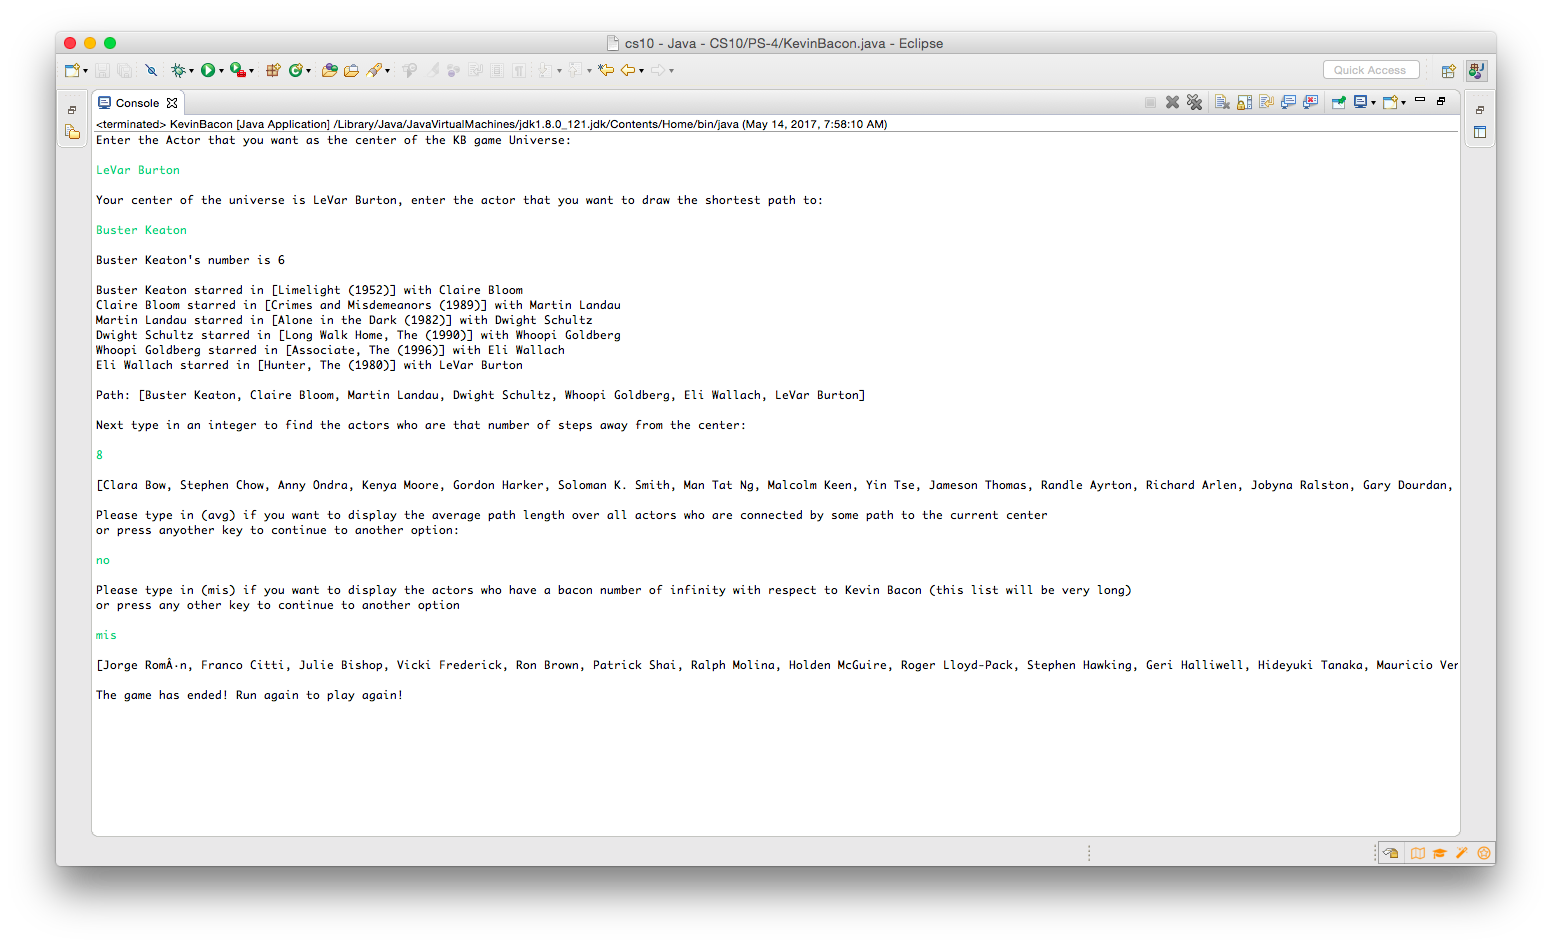 cs10 - Java - CS10/PS-4/KevinBacon.java - Eclipse
Quick Access
Console
<terminated> KevinBacon [Java Application] /Library/Java/JavaVirtualMachines/jdk1.8.0_121.jdk/Contents/Home/bin/java (May 14, 2017, 7:58:10 AM)
Enter the Actor that you want as the center of the KB game Universe:
LeVar Burton
Your center of the universe is LeVar Burton, enter the actor that you want to draw the shortest path to:
Buster Keaton
Buster Keaton's number is 6
Buster Keaton starred in [Limelight (1952)] with Claire Bloom
Claire Bloom starred in [Crimes and Misdemeanors (1989)] with Martin Landau
Martin Landau starred in [Alone in the Dark (1982)] with Dwight Schultz
Dwight Schultz starred in [Long Walk Home, The (1990)] with Whoopi Goldberg
Whoopi Goldberg starred in [Associate, The (1996)] with Eli Wallach
Eli Wallach starred in [Hunter, The (1980)] with LeVar Burton
Path: [Buster Keaton, Claire Bloom, Martin Landau, Dwight Schultz, Whoopi Goldberg, Eli Wallach, LeVar Burton]
Next type in an integer to find the actors who are that number of steps away from the center:
8
[Clara Bow, Stephen Chow, Anny Ondra, Kenya Moore, Gordon Harker, Soloman K. Smith, Man Tat Ng, Malcolm Keen, Yin Tse, Jameson Thomas, Randle Ayrton, Richard Arlen, Jobyna Ralston, Gary Dourdan,
Please type in (avg) if you want to display the average path length over all actors who are connected by some path to the current center
or press anyother key to continue to another option:
no
Please type in (mis) if you want to display the actors who have a bacon number of infinity with respect to Kevin Bacon (this list will be very long)
or press any other key to continue to another option
mis
[Jorge RomÂ·n, Franco Citti, Julie Bishop, Vicki Frederick, Ron Brown, Patrick Shai, Ralph Molina, Holden McGuire, Roger Lloyd-Pack, Stephen Hawking, Geri Halliwell, Hideyuki Tanaka, Mauricio Ver
The game has ended! Run again to play again!